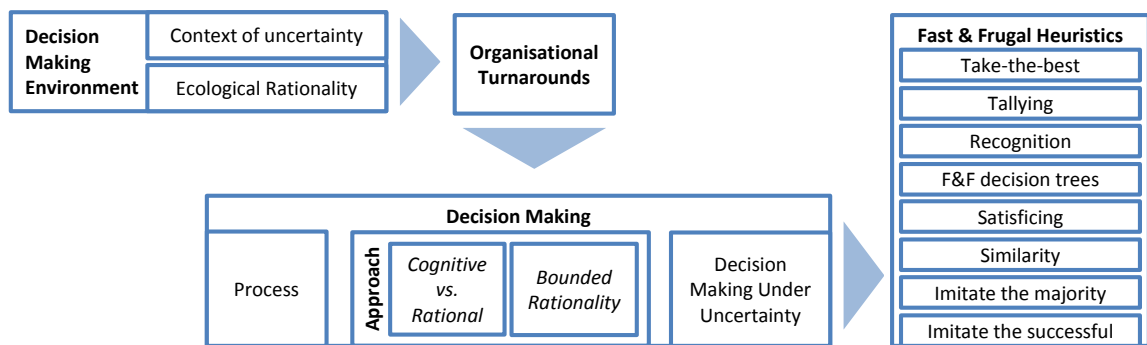 Decision
Making
Environment
Context of uncertainty
Ecological Rationality
Organisational
Turnarounds
Decision Making
Process
Approach
Cognitive
vs.
Rational
Bounded
Rationality
Decision
Making Under
Uncertainty
Fast & Frugal Heuristics
Take-the-best
Tallying
Recognition
F&F decision trees
Satisficing
Similarity
Imitate the majority
Imitate the successful